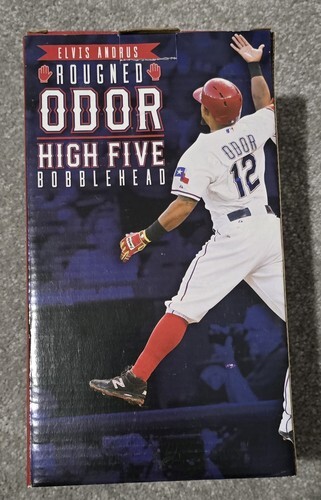 ELVIS ANDRUS
ROUGNED
ODOR
HIGH FIVE
BOBBLEHEAD
ODOR
12